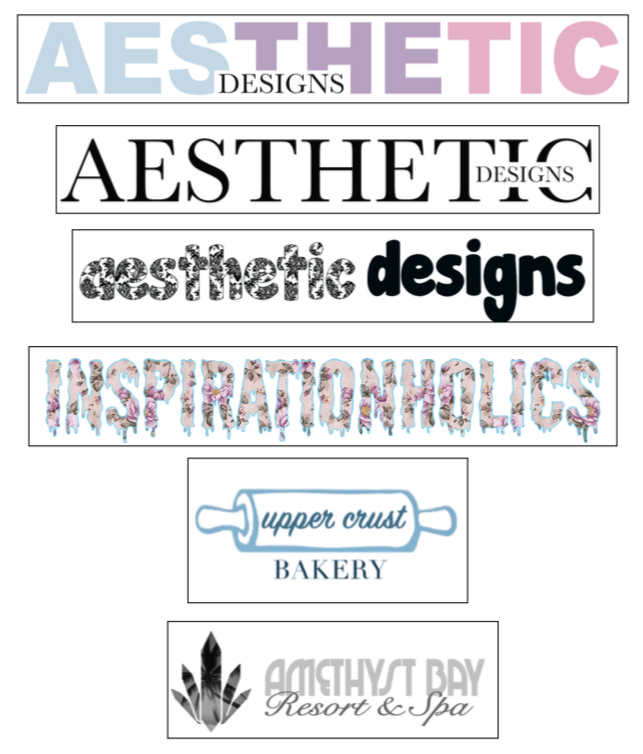 AESTHETIC
DESIGNS
AESTHETIC
DESIGNS
aesthetic designs
INSPIRATIONHOLICS
upper crust
BAKERY
AMETHYST BAY
Resort & Spa